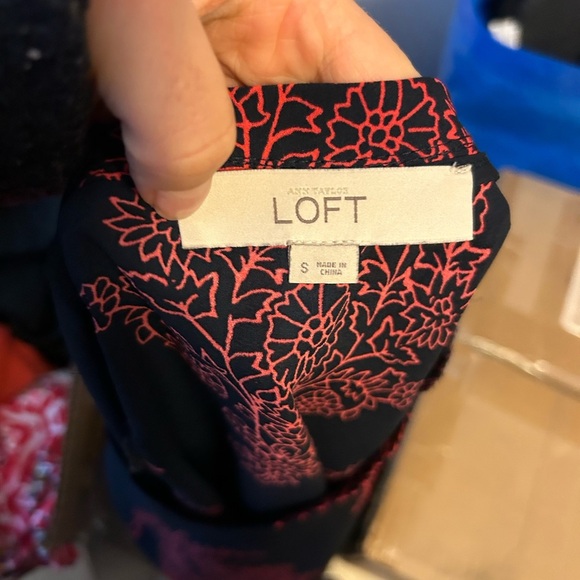 ANN TAYLOR
LOFT
S MADE IN
CHINA